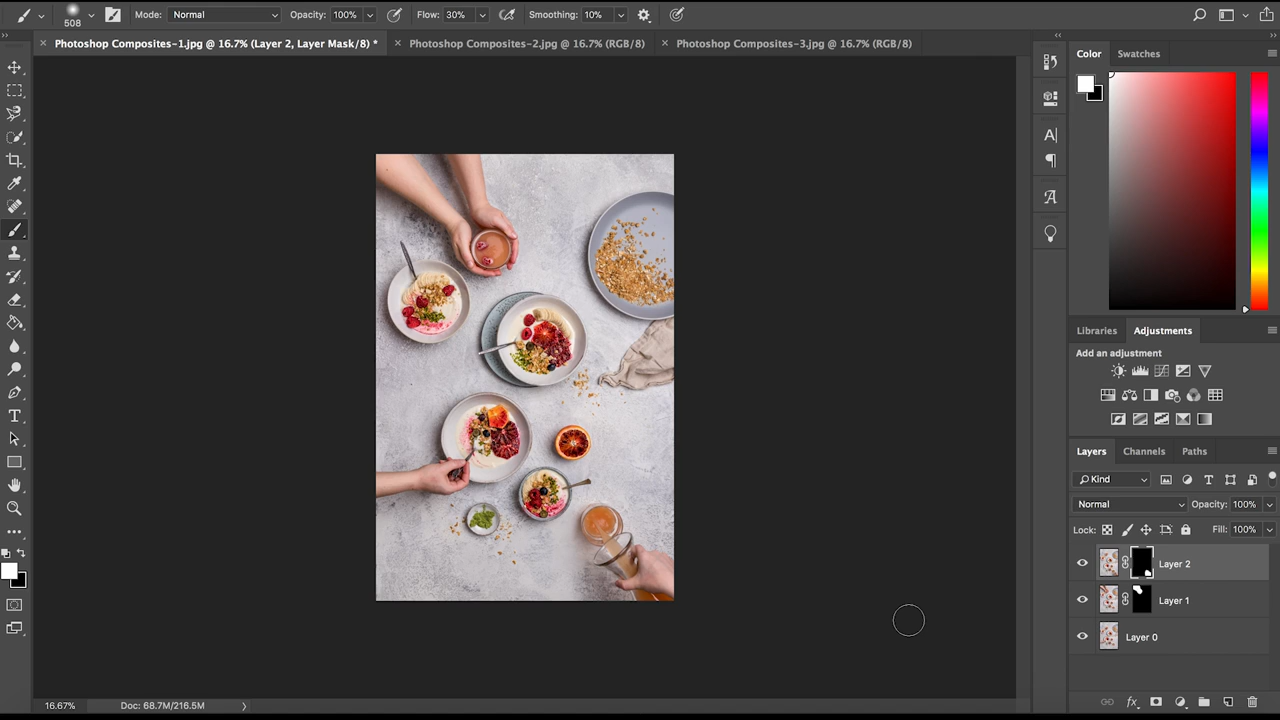 508 Mode: Normal Opacity: 100% Flow: 30% Smoothing: 10%
Photoshop Composites-1.jpg @ 16.7% (Layer 2, Layer Mask/8) * Photoshop Composites-2.jpg @ 16.7% (RGB/8) Photoshop Composites-3.jpg @ 16.7% (RGB/8)
Color Swatches
Libraries Adjustments
Add an adjustment
Layers Channels Paths
Kind
Normal Opacity: 100%
Lock: Fill: 100%
Layer 2
Layer 1
Layer 0
16.67% Doc: 68.7M/216.5M